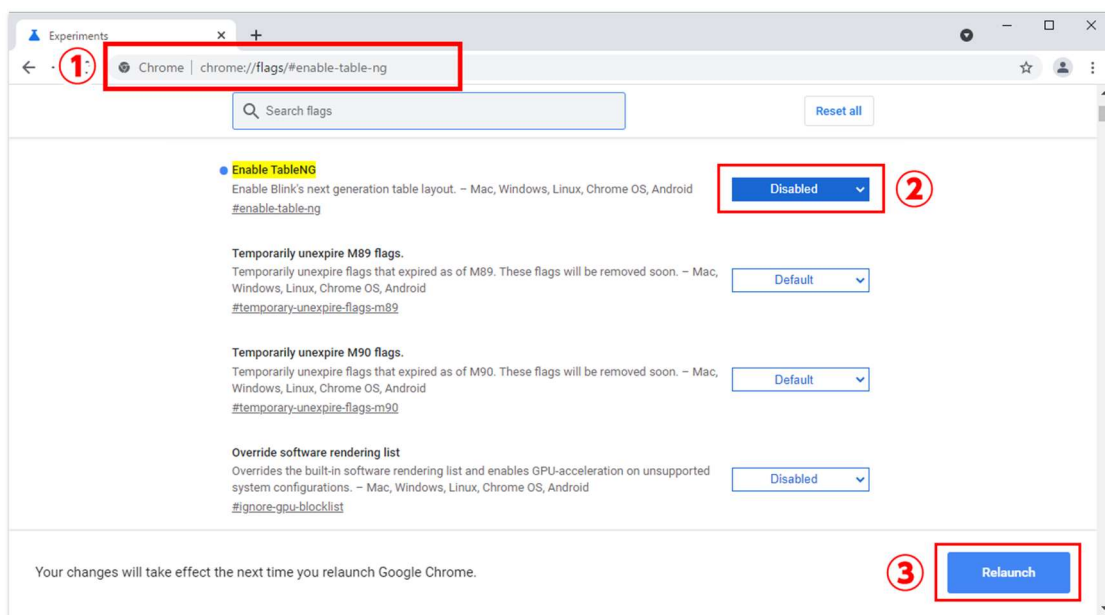 Experiments
①
Chrome | chrome://flags/#enable-table-ng
Search flags
Reset all
Enable TableNG
Enable Blink's next generation table layout. – Mac, Windows, Linux, Chrome OS, Android
#enable-table-ng
Disabled
②
Temporarily unexpire M89 flags.
Temporarily unexpire flags that expired as of M89. These flags will be removed soon. – Mac,
Windows, Linux, Chrome OS, Android
#temporary-unexpire-flags-m89
Default
Temporarily unexpire M90 flags.
Temporarily unexpire flags that expired as of M90. These flags will be removed soon. – Mac,
Windows, Linux, Chrome OS, Android
#temporary-unexpire-flags-m90
Default
Override software rendering list
Overrides the built-in software rendering list and enables GPU-acceleration on unsupported
system configurations. – Mac, Windows, Linux, Chrome OS, Android
#ignore-gpu-blocklist
Disabled
Your changes will take effect the next time you relaunch Google Chrome.
③
Relaunch